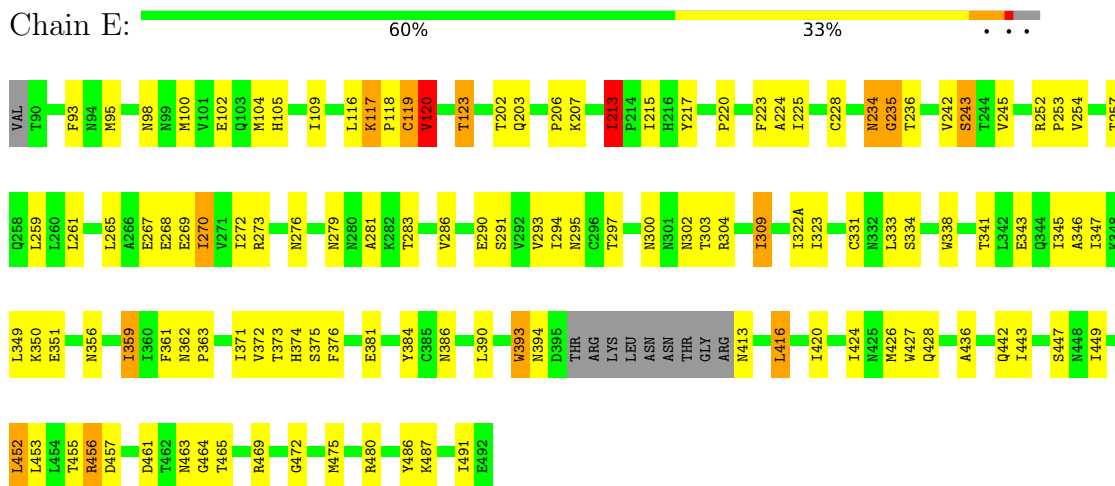 Chain E:
60% 33% . . .
VAL T90 F93 N94 M95 N98 N99 M100 V101 E102 Q103 M104 H105 I109 L116 K117 P118 C119 V120 T123 T202 Q203 P206 K207 I213 P214 I215 H216 Y217 P220 F223 A224 I225 C228 N234 G235 T236 V242 S243 T244 V245 R252 P253 V254 T257
Q258 L259 L260 L261 L265 A266 E267 E268 E269 I270 V271 I272 R273 N276 N279 N280 A281 K282 T283 V286 E290 S291 V292 V293 I294 N295 C296 T297 N300 N301 N302 T303 R304 I309 I322A I323 C331 N332 L333 S334 W338 T341 L342 E343 Q344 I345 A346 I347 K348
L349 K350 E351 N356 I359 I360 F361 N362 P363 I371 V372 T373 H374 S375 F376 E381 Y384 C385 N386 L390 W393 N394 D395 THR ARG LYS LEU ASN ASN THR GLY ARG N413 L416 I420 I424 N425 M426 W427 Q428 A436 Q442 I443 S447 N448 I449
L452 L453 L454 T455 R456 D457 D461 T462 N463 G464 T465 R469 G472 M475 R480 Y486 K487 I491 E492